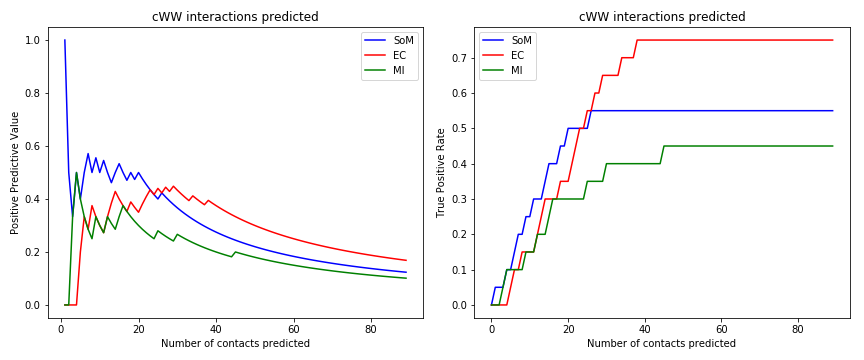 cWW interactions predicted
Positive Predictive Value
1.0
0.8
0.6
0.4
0.2
0.0
SoM
EC
MI
0
20
40
60
80
Number of contacts predicted
cWW interactions predicted
True Positive Rate
0.7
0.6
0.5
0.4
0.3
0.2
0.1
0.0
SoM
EC
MI
0
20
40
60
80
Number of contacts predicted